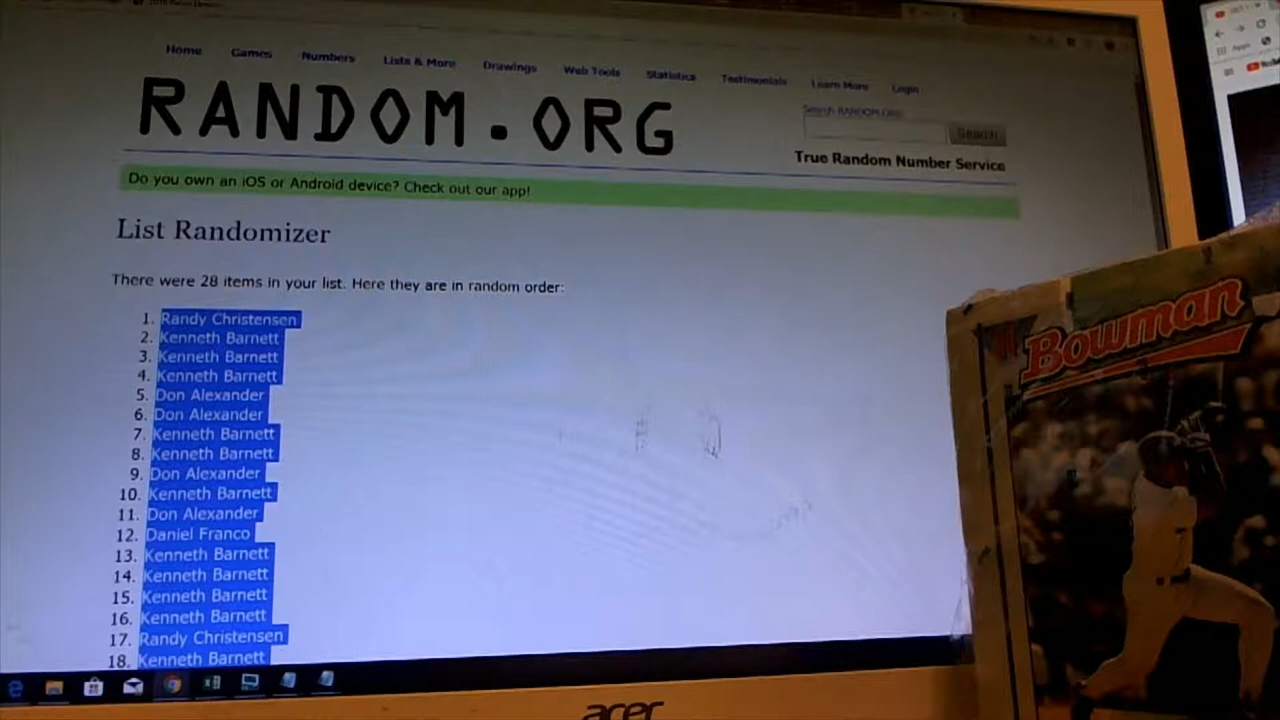 Home Games Numbers Lists & More Drawings Web Tools Statistics Testimonials Learn More Login
RANDOM.ORG
Search RANDOM.ORG
Search
True Random Number Service
Do you own an iOS or Android device? Check out our app!
List Randomizer
There were 28 items in your list. Here they are in random order:
1. Randy Christensen
2. Kenneth Barnett
3. Kenneth Barnett
4. Kenneth Barnett
5. Don Alexander
6. Don Alexander
7. Kenneth Barnett
8. Kenneth Barnett
9. Don Alexander
10. Kenneth Barnett
11. Don Alexander
12. Daniel Franco
13. Kenneth Barnett
14. Kenneth Barnett
15. Kenneth Barnett
16. Kenneth Barnett
17. Randy Christensen
18. Kenneth Barnett
acer
Bowman
Apps